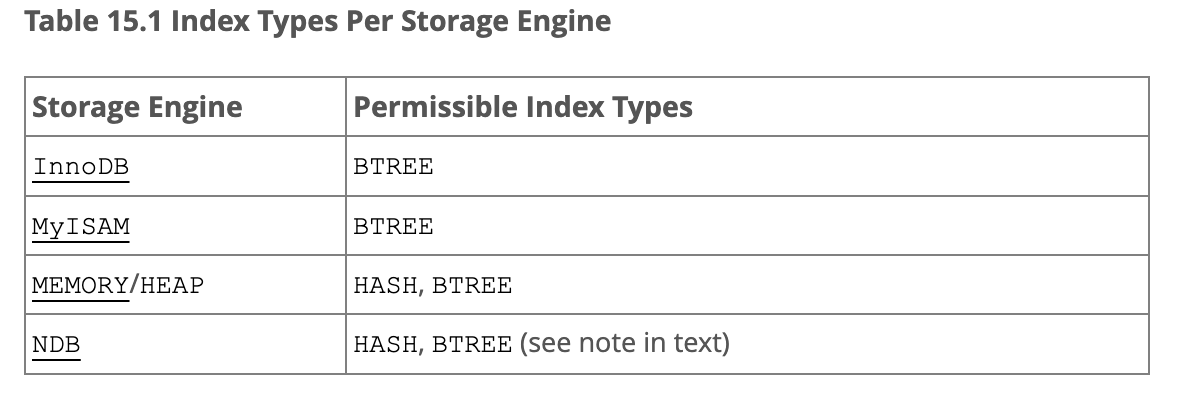 Table 15.1 Index Types Per Storage Engine
Storage Engine Permissible Index Types
InnoDB BTREE
MyISAM BTREE
MEMORY/HEAP HASH, BTREE
NDB HASH, BTREE (see note in text)